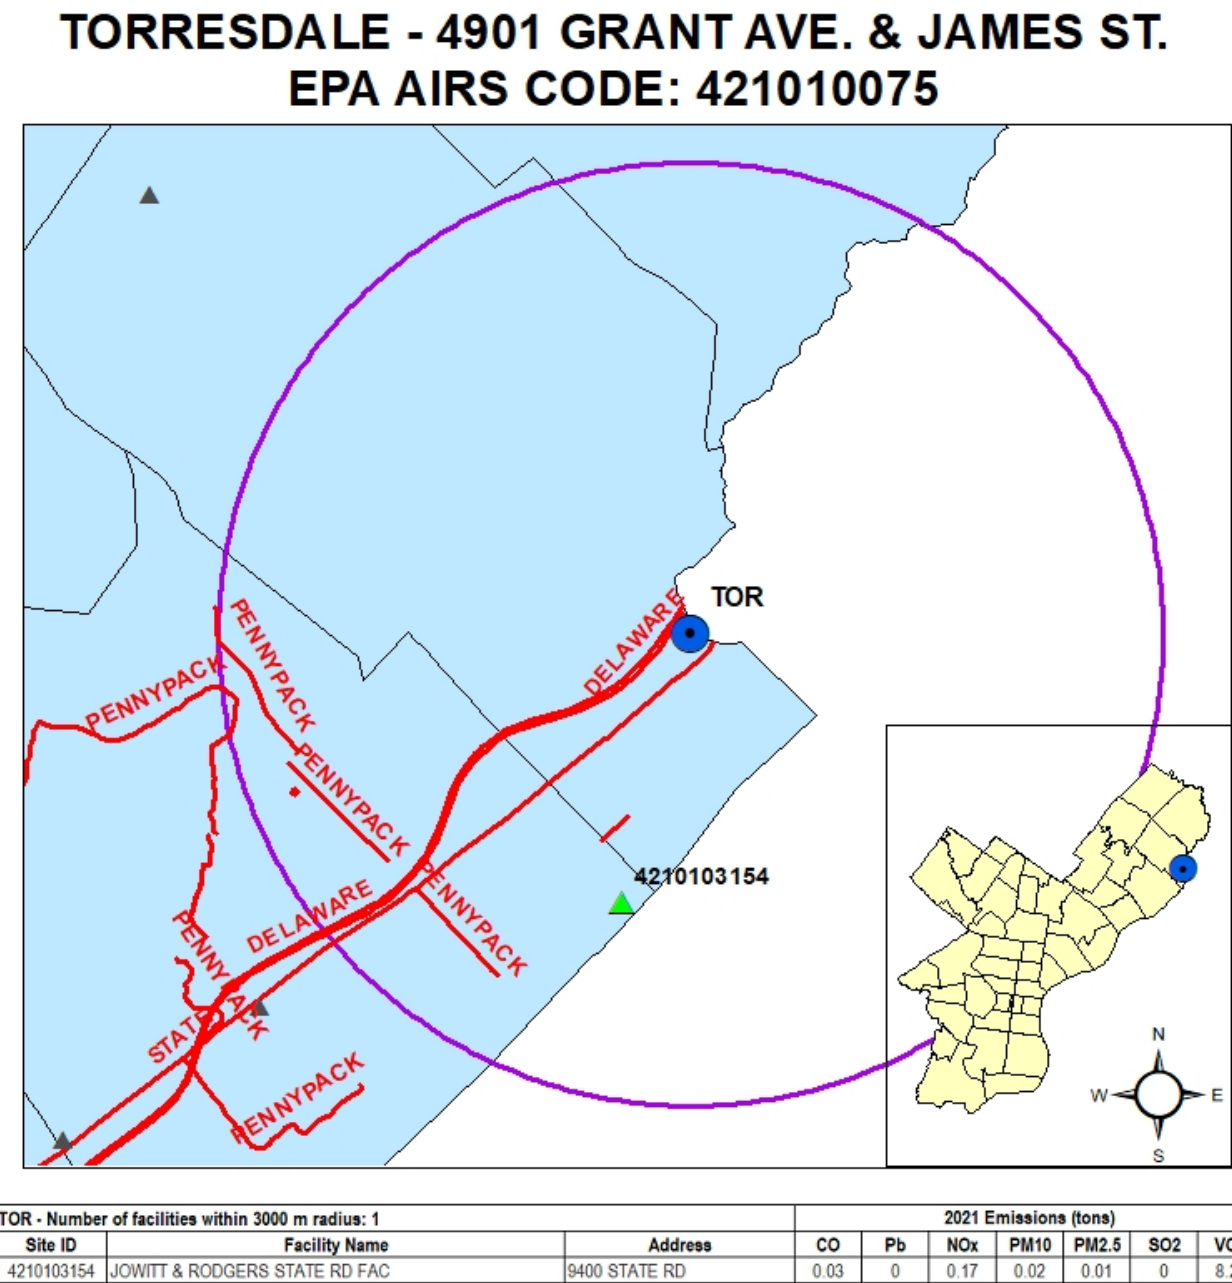 TORRESDALE - 4901 GRANT AVE. & JAMES ST.
EPA AIRS CODE: 421010075
TOR
DELAWARE
PENNYPACK
PENNYPACK
PENNYPACK
4210103154
PENNYPACK
DELAWARE
PENNYPACK
STATE
PENNYPACK
N
W E
S
TOR - Number of facilities within 3000 m radius: 1 2021 Emissions (tons)
Site ID Facility Name Address CO Pb NOx PM10 PM2.5 SO2
4210103154 JOWITT & RODGERS STATE RD FAC 9400 STATE RD 0.03 0 0.17 0.02 0.01 0